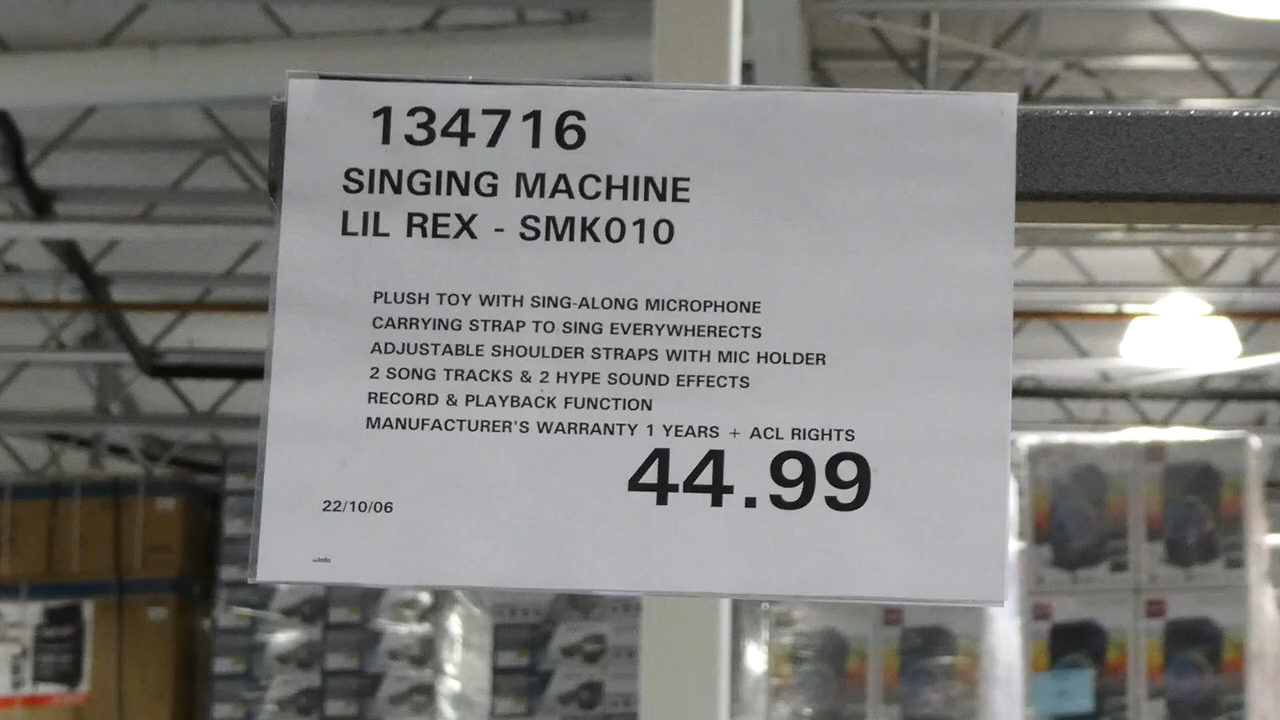 134716
SINGING MACHINE
LIL REX - SMK010
PLUSH TOY WITH SING-ALONG MICROPHONE
CARRYING STRAP TO SING EVERYWHERECTS
ADJUSTABLE SHOULDER STRAPS WITH MIC HOLDER
2 SONG TRACKS & 2 HYPE SOUND EFFECTS
RECORD & PLAYBACK FUNCTION
MANUFACTURER'S WARRANTY 1 YEARS + ACL RIGHTS
44.99
22/10/06